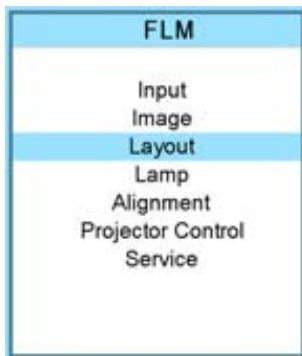 FLM
Input
Image
Layout
Lamp
Alignment
Projector Control
Service